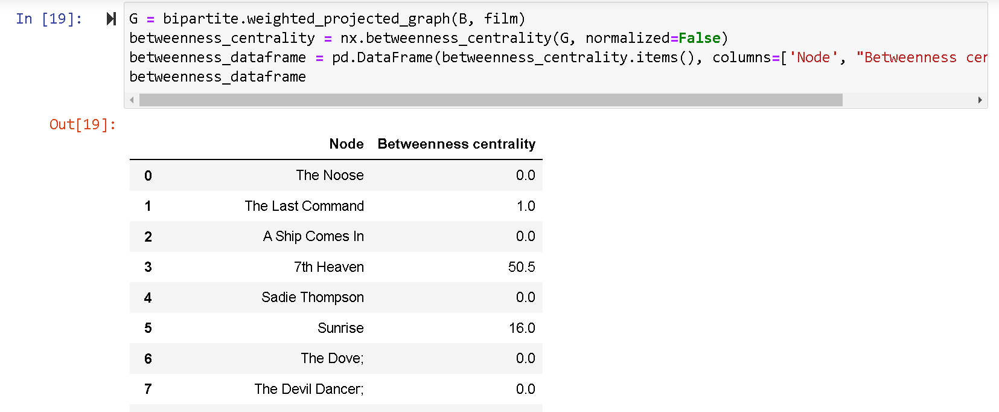 In [19]:
G = bipartite.weighted_projected_graph(B, film)
betweenness_centrality = nx.betweenness_centrality(G, normalized=False)
betweenness_dataframe = pd.DataFrame(betweenness_centrality.items(), columns=['Node', "Betweenness cer
betweenness_dataframe
Out[19]:
Node Betweenness centrality
0 The Noose 0.0
1 The Last Command 1.0
2 A Ship Comes In 0.0
3 7th Heaven 50.5
4 Sadie Thompson 0.0
5 Sunrise 16.0
6 The Dove; 0.0
7 The Devil Dancer; 0.0